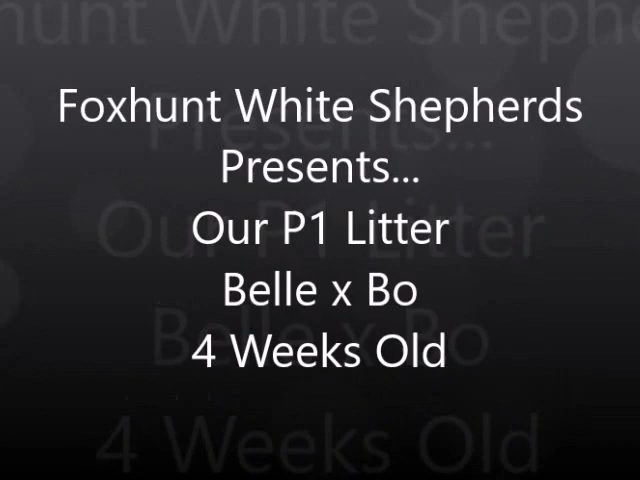 Foxhunt White Shepherds
Presents...
Our P1 Litter
Belle x Bo
4 Weeks Old